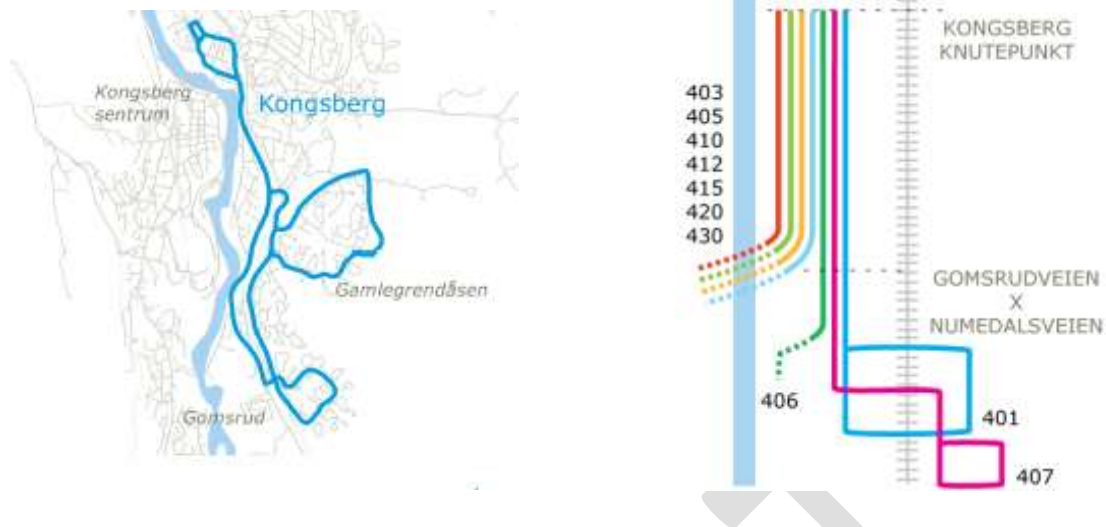 Kongsberg
sentrum
Kongsberg
Gamlegrendåsen
Gomsrud
KONGSBERG
KNUTEPUNKT
403
405
410
412
415
420
430
GOMSRUDVEIEN
X
NUMEDALSVEIEN
406
401
407